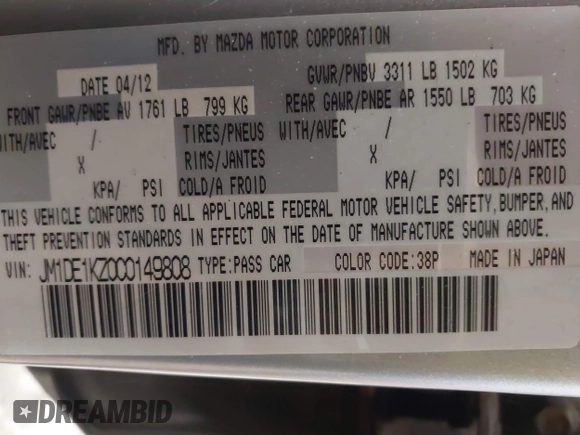 MFD. BY MAZDA MOTOR CORPORATION
DATE 04/12 GVWR/PNBV 3311 LB 1502 KG
FRONT GAWR/PNBE AV 1761 LB 799 KG REAR GAWR/PNBE AR 1550 LB 703 KG
WITH/AVEC / TIRES/PNEUS WITH/AVEC / TIRES/PNEUS
X RIMS/JANTES X RIMS/JANTES
KPA/ PSI COLD/A FROID KPA/ PSI COLD/A FROID
THIS VEHICLE CONFORMS TO ALL APPLICABLE FEDERAL MOTOR VEHICLE SAFETY,BUMPER,AND
THEFT PREVENTION STANDARDS IN EFFECT ON THE DATE OF MANUFACTURE SHOWN ABOVE.
VIN: JM1DE1KZ0C0149808 TYPE:PASS CAR COLOR CODE:38P MADE IN JAPAN
DREAMBID